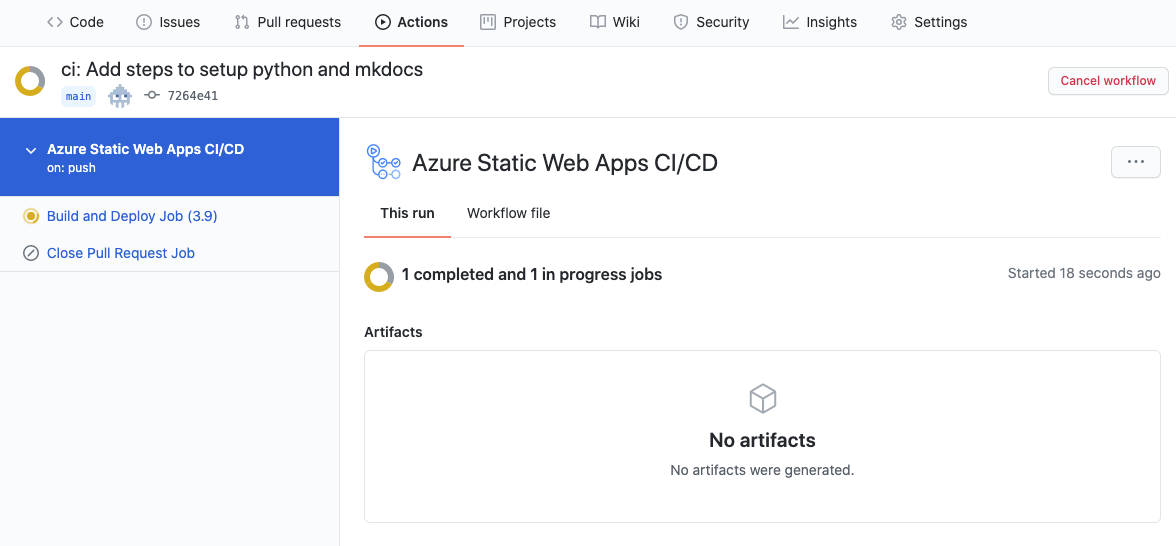 Code Issues Pull requests Actions Projects Wiki Security Insights Settings
ci: Add steps to setup python and mkdocs
main 7264e41
Cancel workflow
Azure Static Web Apps CI/CD
on: push
Build and Deploy Job (3.9)
Close Pull Request Job
Azure Static Web Apps CI/CD
...
This run Workflow file
1 completed and 1 in progress jobs
Started 18 seconds ago
Artifacts
No artifacts
No artifacts were generated.